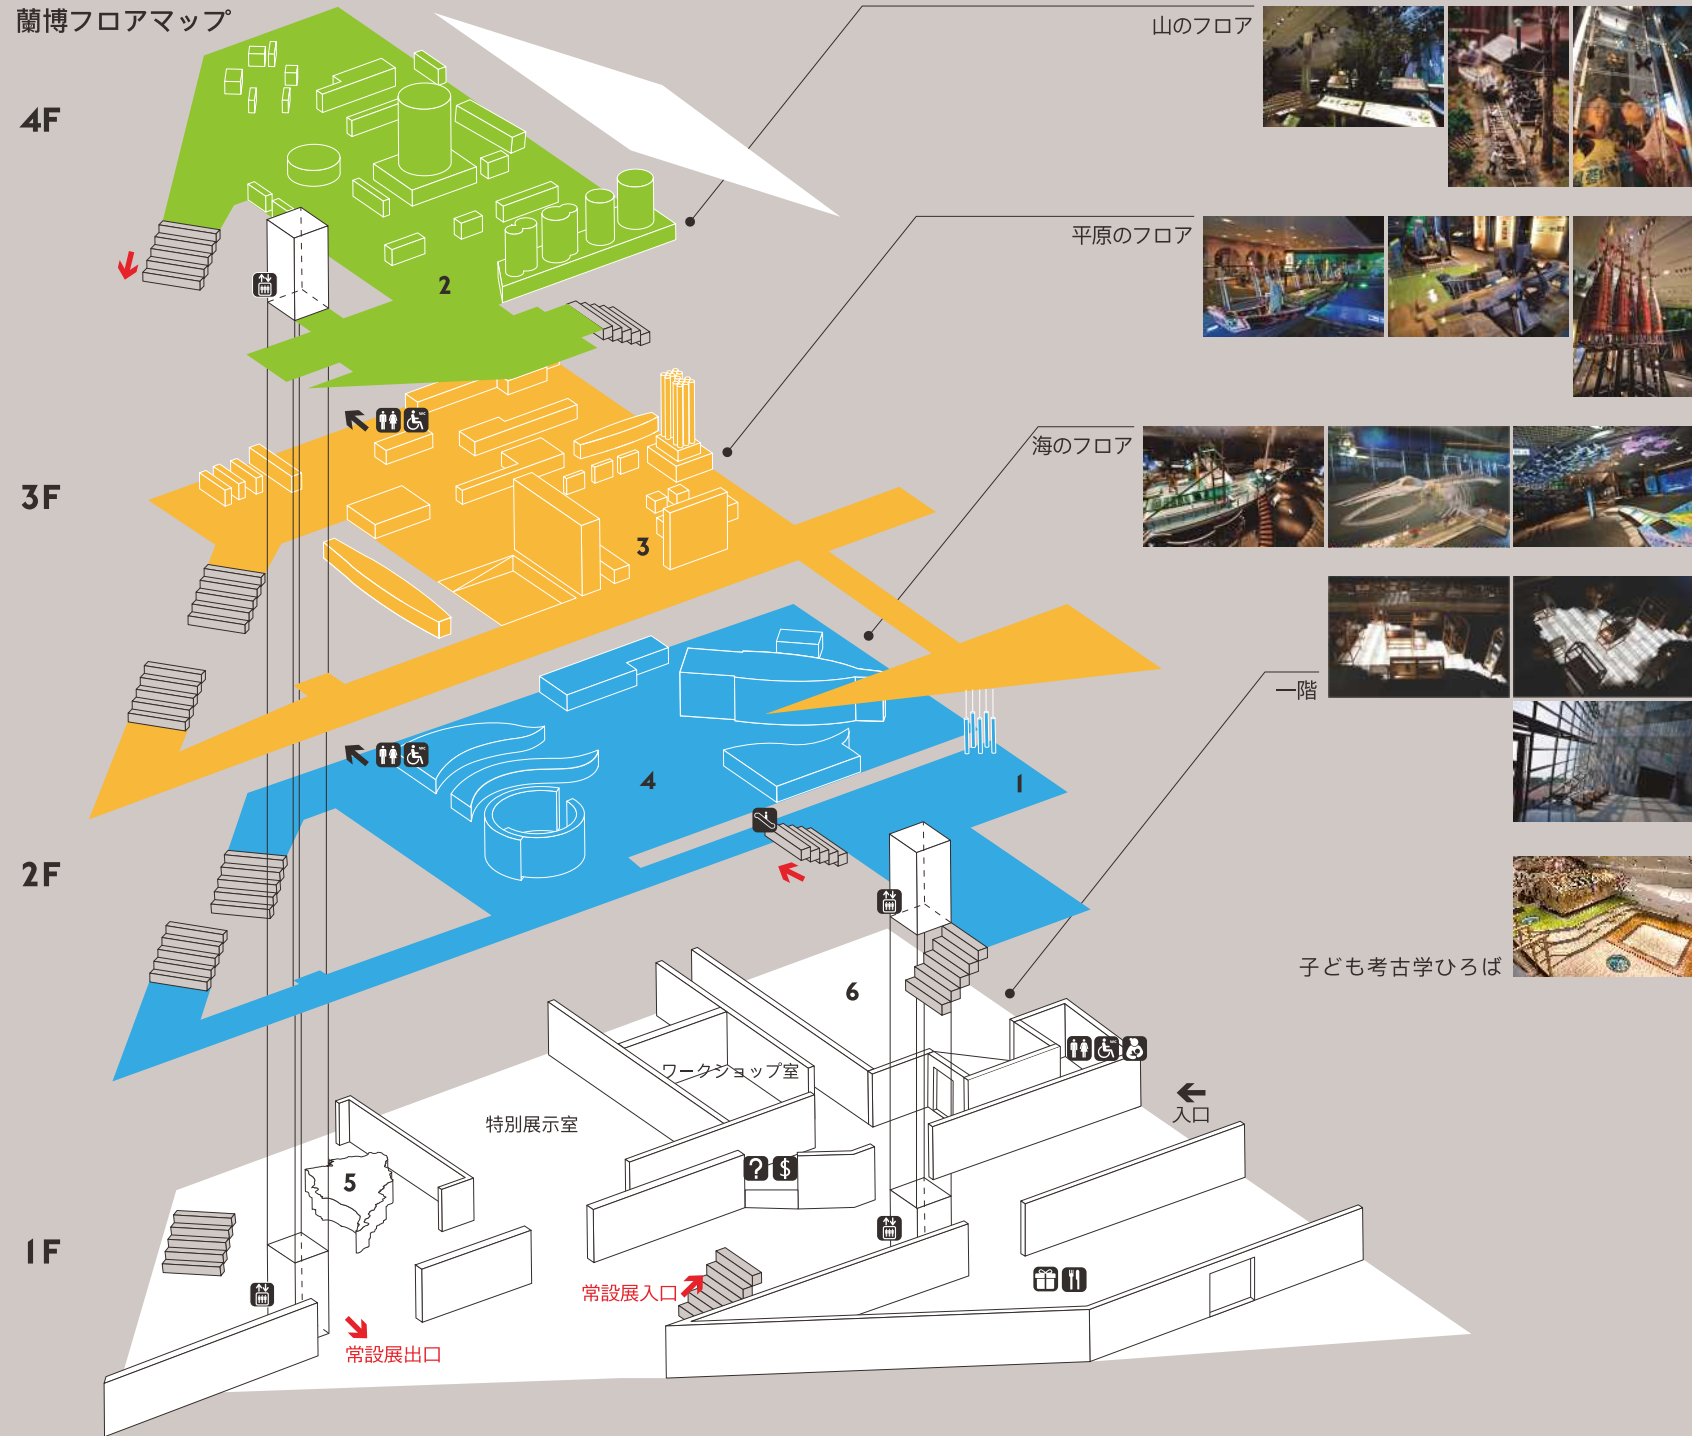 蘭博フロアマップ
山のフロア
4F
平原のフロア
2
海のフロア
3F
3
一階
4
1
2F
子ども考古学ひろば
6
ワークショップ室
特別展示室
入口
5
1F
常設展入口
常設展出口